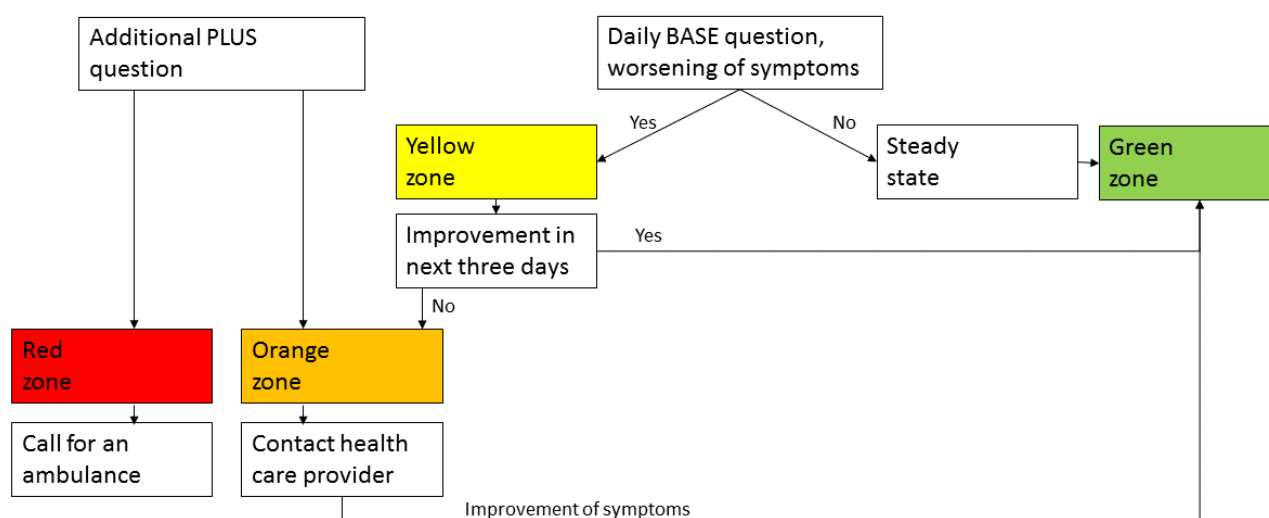 Additional PLUS
question
Daily BASE question,
worsening of symptoms
Yes
No
Yellow
zone
Steady
state
Green
zone
Improvement in
next three days
Yes
No
Red
zone
Orange
zone
Call for an
ambulance
Contact health
care provider
Improvement of symptoms